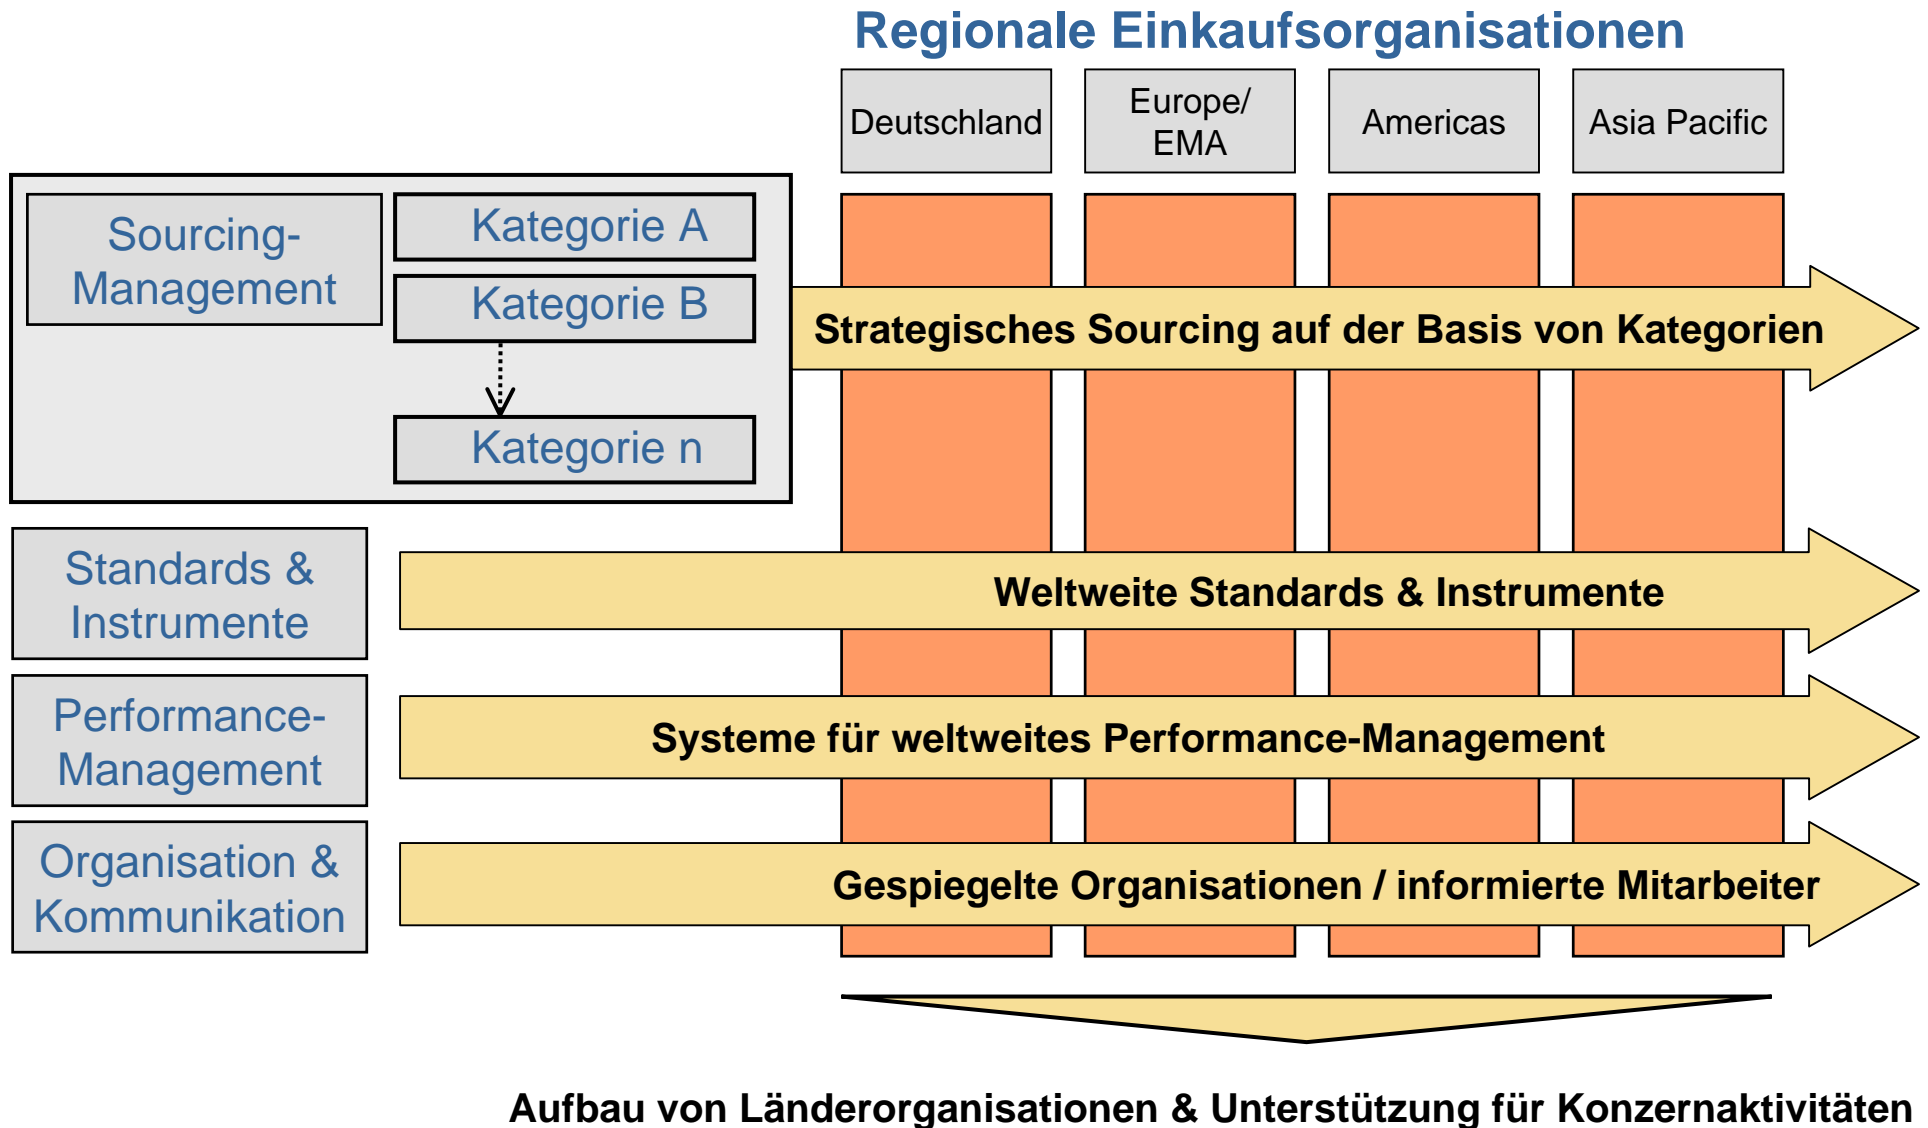 Regionale Einkaufsorganisationen
Deutschland
Europe/
EMA
Americas
Asia Pacific
Sourcing-
Management
Kategorie A
Kategorie B
Kategorie n
Strategisches Sourcing auf der Basis von Kategorien
Standards &
Instrumente
Weltweite Standards & Instrumente
Performance-
Management
Systeme für weltweites Performance-Management
Organisation &
Kommunikation
Gespiegelte Organisationen / informierte Mitarbeiter
Aufbau von Länderorganisationen & Unterstützung für Konzernaktivitäten